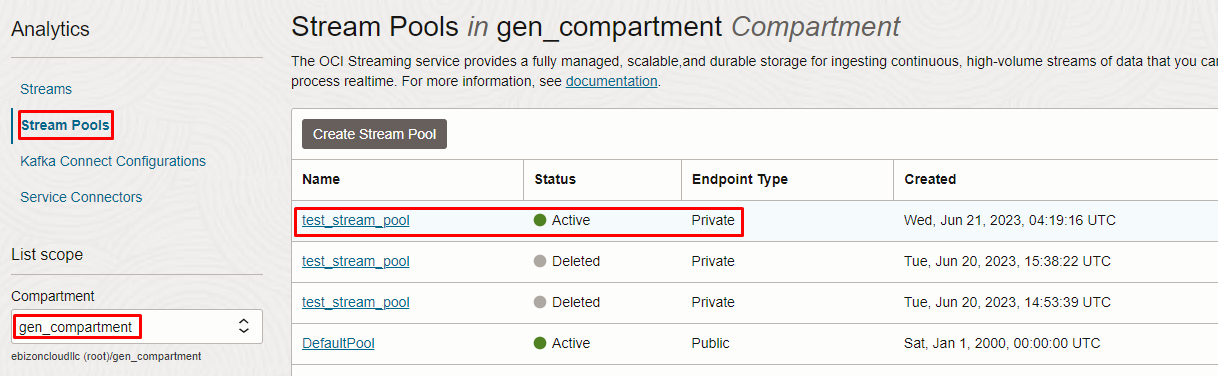 Analytics
Streams
Stream Pools
Kafka Connect Configurations
Service Connectors
List scope
Compartment
gen_compartment
ebizoncloudllc (root)/gen_compartment
Stream Pools in gen_compartment Compartment
The OCI Streaming service provides a fully managed, scalable,and durable storage for ingesting continuous, high-volume streams of data that you can
process realtime. For more information, see documentation.
Create Stream Pool
Name Status Endpoint Type Created
test_stream_pool Active Private Wed, Jun 21, 2023, 04:19:16 UTC
test_stream_pool Deleted Private Tue, Jun 20, 2023, 15:38:22 UTC
test_stream_pool Deleted Private Tue, Jun 20, 2023, 14:53:39 UTC
DefaultPool Active Public Sat, Jan 1, 2000, 00:00:00 UTC